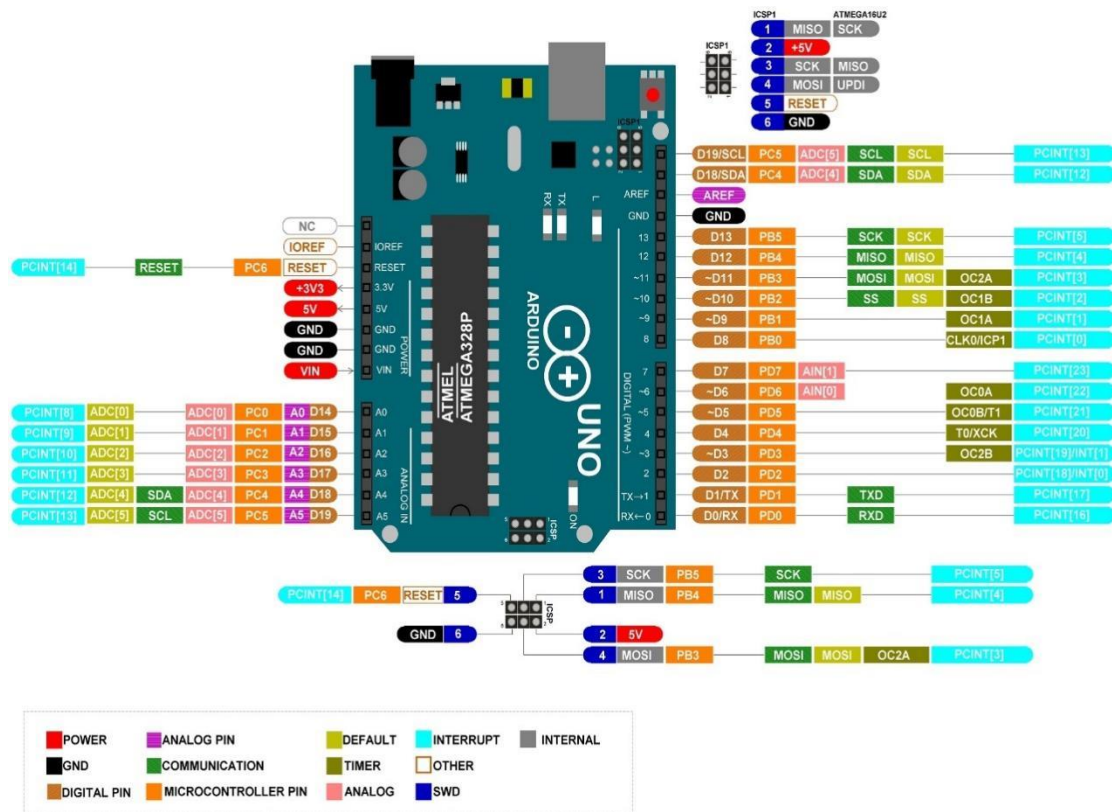 ICSP1 ATMEGA16U2
1 MISO SCK
2 +5V
3 SCK MISO
4 MOSI UPDI
5 RESET
6 GND
ICSP1
ICSP1
D19/SCL PC5 ADC[5] SCL SCL PCINT[13]
D18/SDA PC4 ADC[4] SDA SDA PCINT[12]
AREF AREF
GND GND
13 D13 PB5 SCK SCK PCINT[5]
12 D12 PB4 MISO MISO PCINT[4]
~11 ~D11 PB3 MOSI MOSI OC2A PCINT[3]
~10 ~D10 PB2 SS SS OC1B PCINT[2]
~9 ~D9 PB1 OC1A PCINT[1]
8 D8 PB0 CLK0/ICP1 PCINT[0]
7 D7 PD7 AIN[1] PCINT[23]
~6 ~D6 PD6 AIN[0] OC0A PCINT[22]
~5 ~D5 PD5 OC0B/T1 PCINT[21]
4 D4 PD4 T0/XCK PCINT[20]
~3 ~D3 PD3 OC2B PCINT[19]/INT[1]
2 D2 PD2 PCINT[18]/INT[0]
TX→1 D1/TX PD1 TXD PCINT[17]
RX←0 D0/RX PD0 RXD PCINT[16]
NC
IOREF IOREF
PCINT[14] RESET PC6 RESET RESET
+3V3 3.3V
5V 5V
GND GND
GND GND
VIN VIN
PCINT[8] ADC[0] ADC[0] PC0 A0 D14 A0
PCINT[9] ADC[1] ADC[1] PC1 A1 D15 A1
PCINT[10] ADC[2] ADC[2] PC2 A2 D16 A2
PCINT[11] ADC[3] ADC[3] PC3 A3 D17 A3
PCINT[12] ADC[4] SDA ADC[4] PC4 A4 D18 A4
PCINT[13] ADC[5] SCL ADC[5] PC5 A5 D19 A5
POWER
ANALOG IN
RX
TX
L
ATMEL
ATMEGA328P
ARDUINO
UNO
DIGITAL (PWM ~)
ON
ICSP
3 SCK PB5 SCK PCINT[5]
PCINT[14] PC6 RESET 5
1 MISO PB4 MISO MISO PCINT[4]
ICSP
GND 6
2 5V
4 MOSI PB3 MOSI MOSI OC2A PCINT[3]
POWER ANALOG PIN DEFAULT INTERRUPT INTERNAL
GND COMMUNICATION TIMER OTHER
DIGITAL PIN MICROCONTROLLER PIN ANALOG SWD